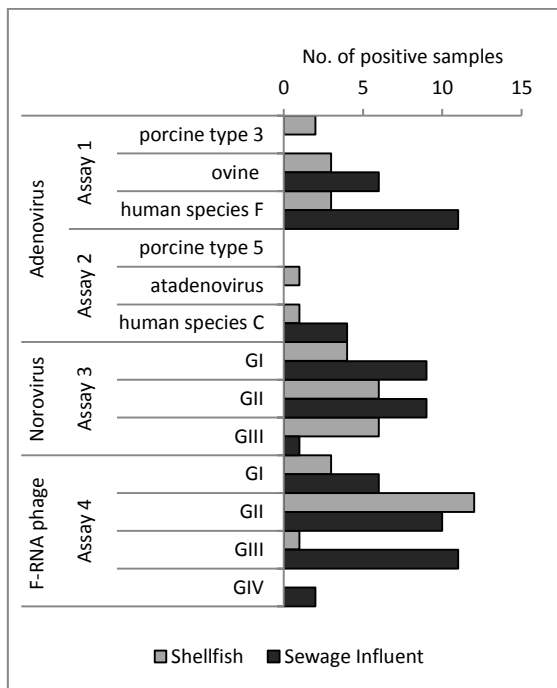 No. of positive samples
0 5 10 15
Adenovirus
Assay 1
porcine type 3
ovine
human species F
Assay 2
porcine type 5
atadenovirus
human species C
Norovirus
Assay 3
GI
GII
GIII
F-RNA phage
Assay 4
GI
GII
GIII
GIV
Shellfish Sewage Influent